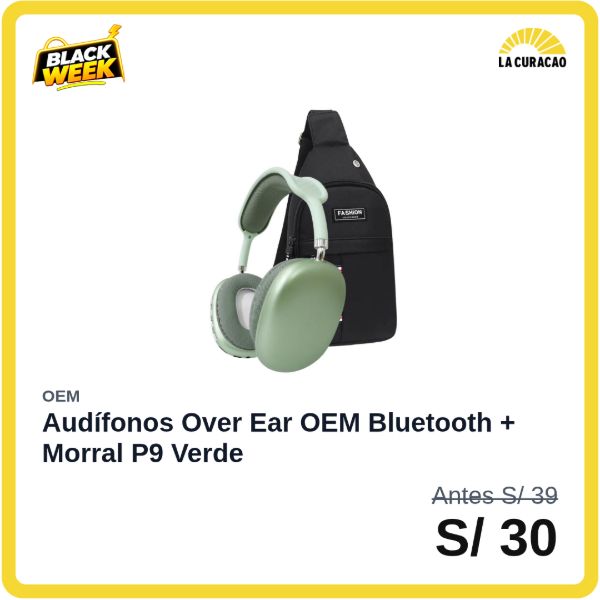 BLACK
WEEK
LA CURACAO
FASHION
OEM
Audífonos Over Ear OEM Bluetooth +
Morral P9 Verde
Antes S/ 39
S/ 30